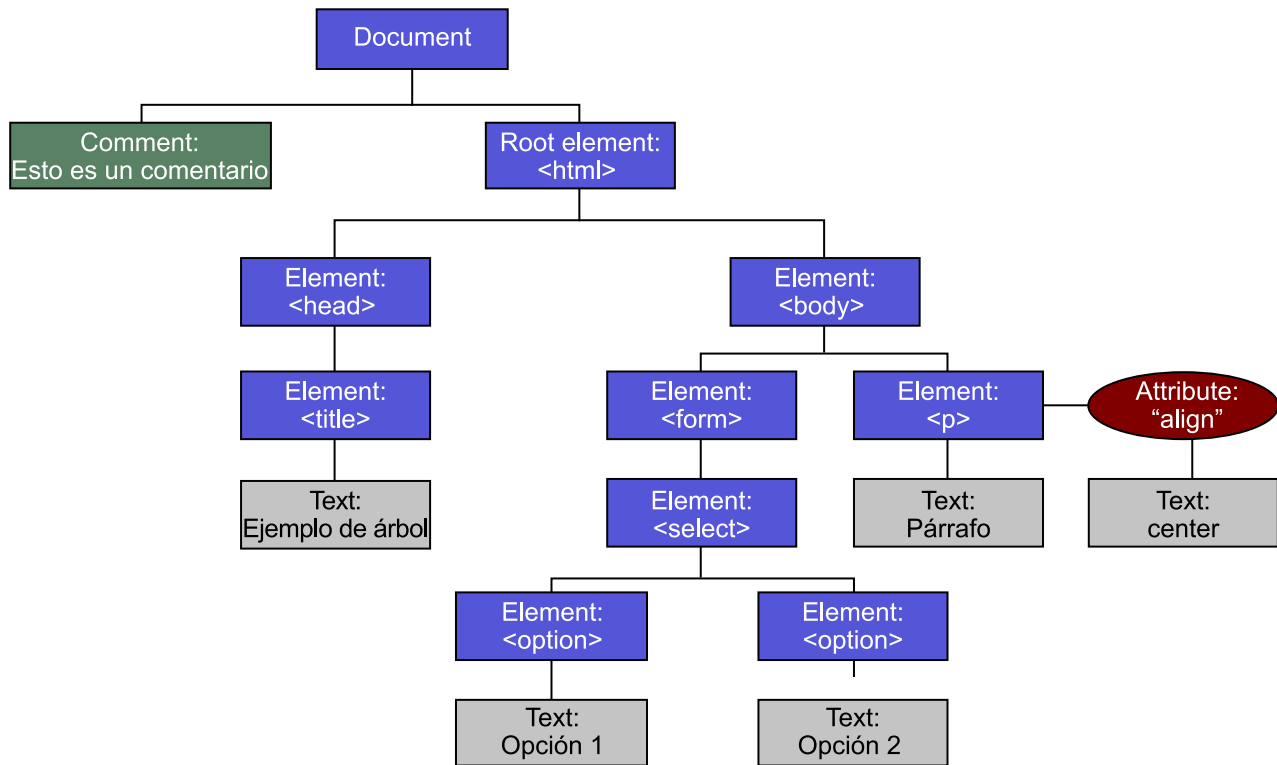 Document
Comment:
Esto es un comentario
Root element:
<html>
Element:
<head>
Element:
<body>
Element:
<title>
Element:
<form>
Element:
<p>
Attribute:
“align”
Text:
Ejemplo de árbol
Element:
<select>
Text:
Párrafo
Text:
center
Element:
<option>
Element:
<option>
Text:
Opción 1
Text:
Opción 2